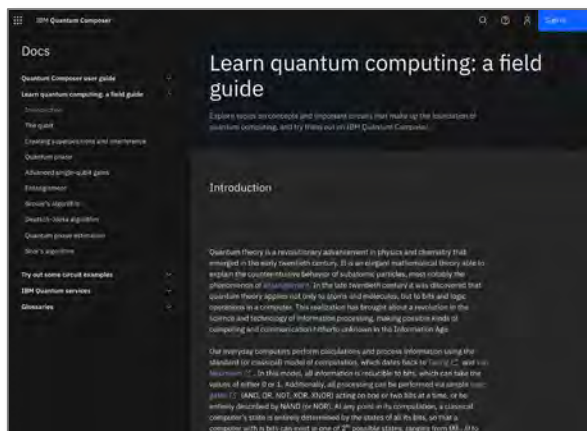 IBM Quantum Composer
Sign in
Docs
Quantum Composer user guide
Learn quantum computing: a field guide
Introduction
The qubit
Creating superpositions and interference
Quantum phase
Advanced single-qubit gates
Entanglement
Grover's algorithm
Deutsch-Jozsa algorithm
Quantum phase estimation
Shor's algorithm
Try out some circuit examples
IBM Quantum services
Glossaries
Learn quantum computing: a field
guide
Explore topics on concepts and important circuits that make up the foundation of
quantum computing, and try them out on IBM Quantum Composer.
Introduction
Quantum theory is a revolutionary advancement in physics and chemistry that
emerged in the early twentieth century. It is an elegant mathematical theory able to
explain the counterintuitive behavior of subatomic particles, most notably the
phenomenon of entanglement. In the late twentieth century it was discovered that
quantum theory applies not only to atoms and molecules, but to bits and logic
operations in a computer. This realization has brought about a revolution in the
science and technology of information processing, making possible kinds of
computing and communication hitherto unknown in the Information Age.
Our everyday computers perform calculations and process information using the
standard (or classical) model of computation, which dates back to Turing and von
Neumann. In this model, all information is reducible to bits, which can take the
values of either 0 or 1. Additionally, all processing can be performed via simple logic
gates (AND, OR, NOT, XOR, XNOR) acting on one or two bits at a time, or be
entirely described by NAND (or NOR). At any point in its computation, a classical
computer's state is entirely determined by the states of all its bits, so that a
computer with n bits can exist in one of 2ⁿ possible states, ranging from